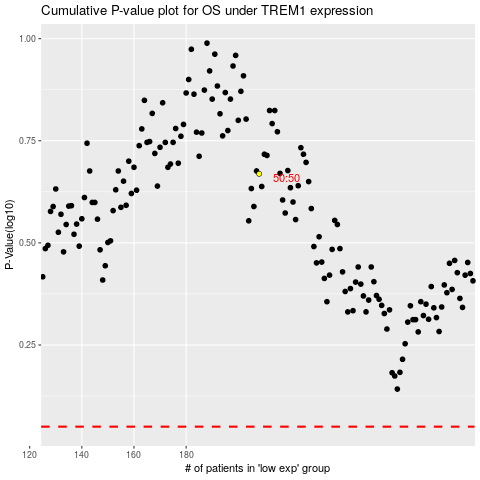 Cumulative P-value plot for OS under TREM1 expression
1.00
0.75
0.50
0.25
P-Value(log10)
50:50
120 140 160 180
# of patients in 'low exp' group